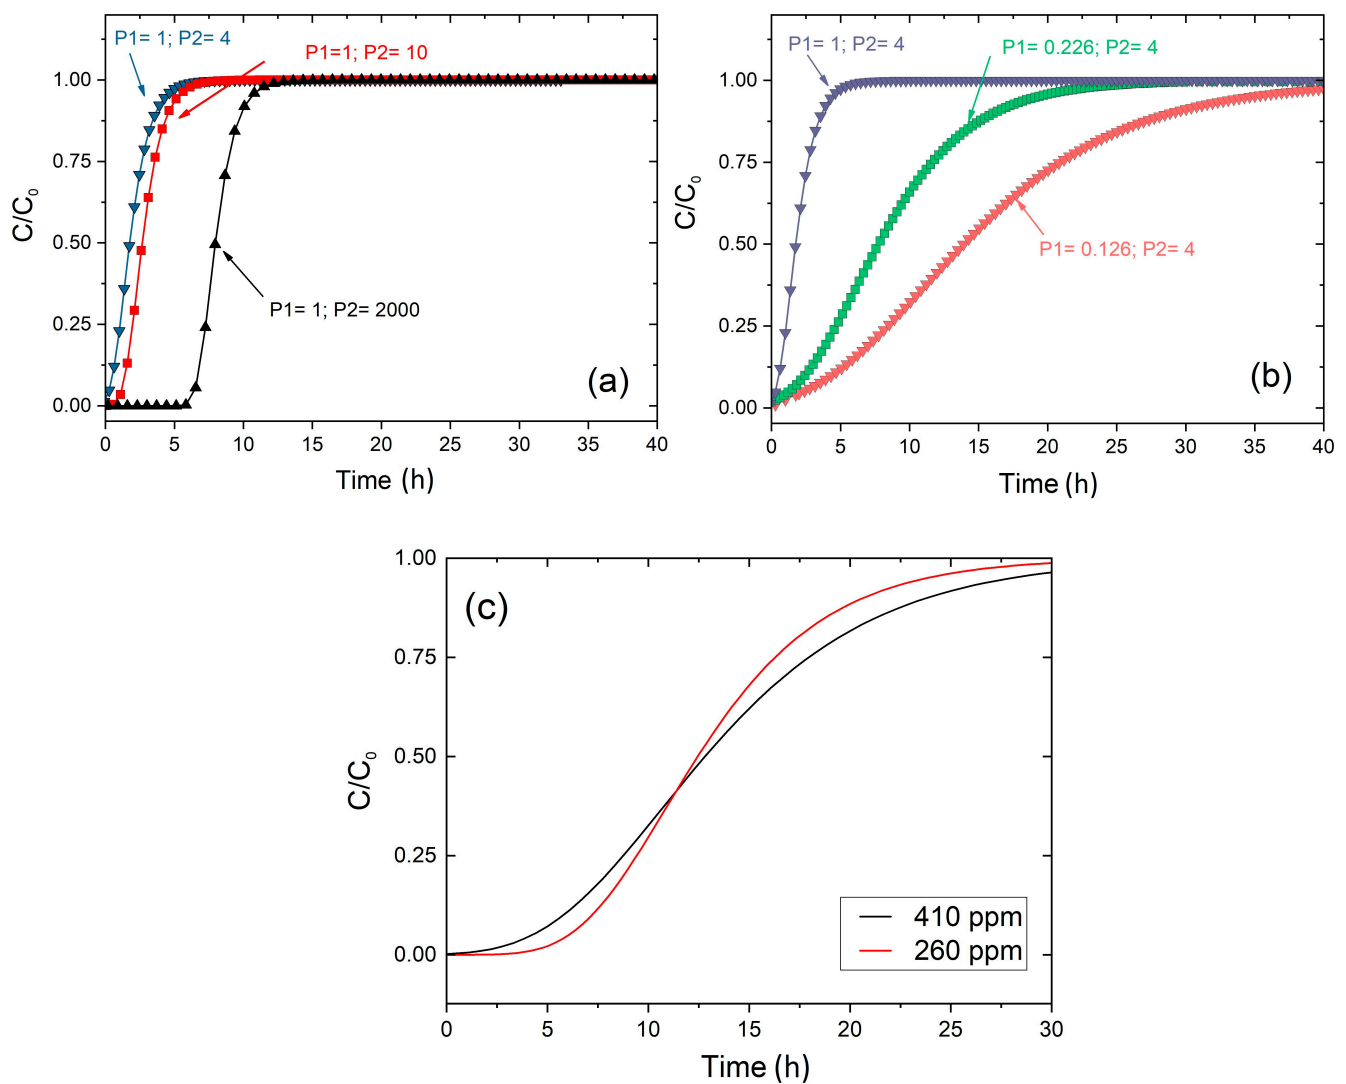 P1= 1; P2= 4
P1=1; P2= 10
P1= 1; P2= 2000
1.00
0.75
0.50
0.25
0.00
C/C0
(a)
0 5 10 15 20 25 30 35 40
Time (h)
P1= 1; P2= 4
P1= 0.226; P2= 4
P1= 0.126; P2= 4
1.00
0.75
0.50
0.25
0.00
C/C0
(b)
0 5 10 15 20 25 30 35 40
Time (h)
1.00
0.75
0.50
0.25
0.00
C/C0
(c)
410 ppm
260 ppm
0 5 10 15 20 25 30
Time (h)